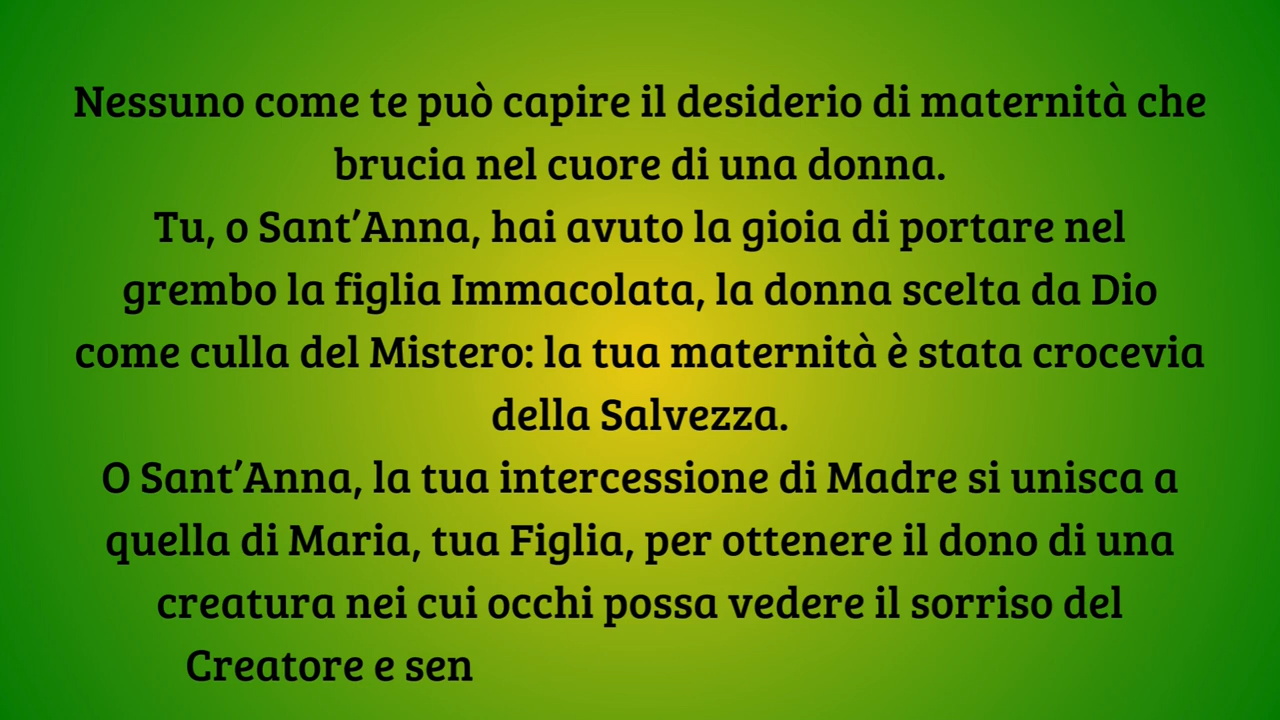 Nessuno come te può capire il desiderio di maternità che
brucia nel cuore di una donna.
Tu, o Sant’Anna, hai avuto la gioia di portare nel
grembo la figlia Immacolata, la donna scelta da Dio
come culla del Mistero: la tua maternità è stata crocevia
della Salvezza.
O Sant’Anna, la tua intercessione di Madre si unisca a
quella di Maria, tua Figlia, per ottenere il dono di una
creatura nei cui occhi possa vedere il sorriso del
Creatore e sen